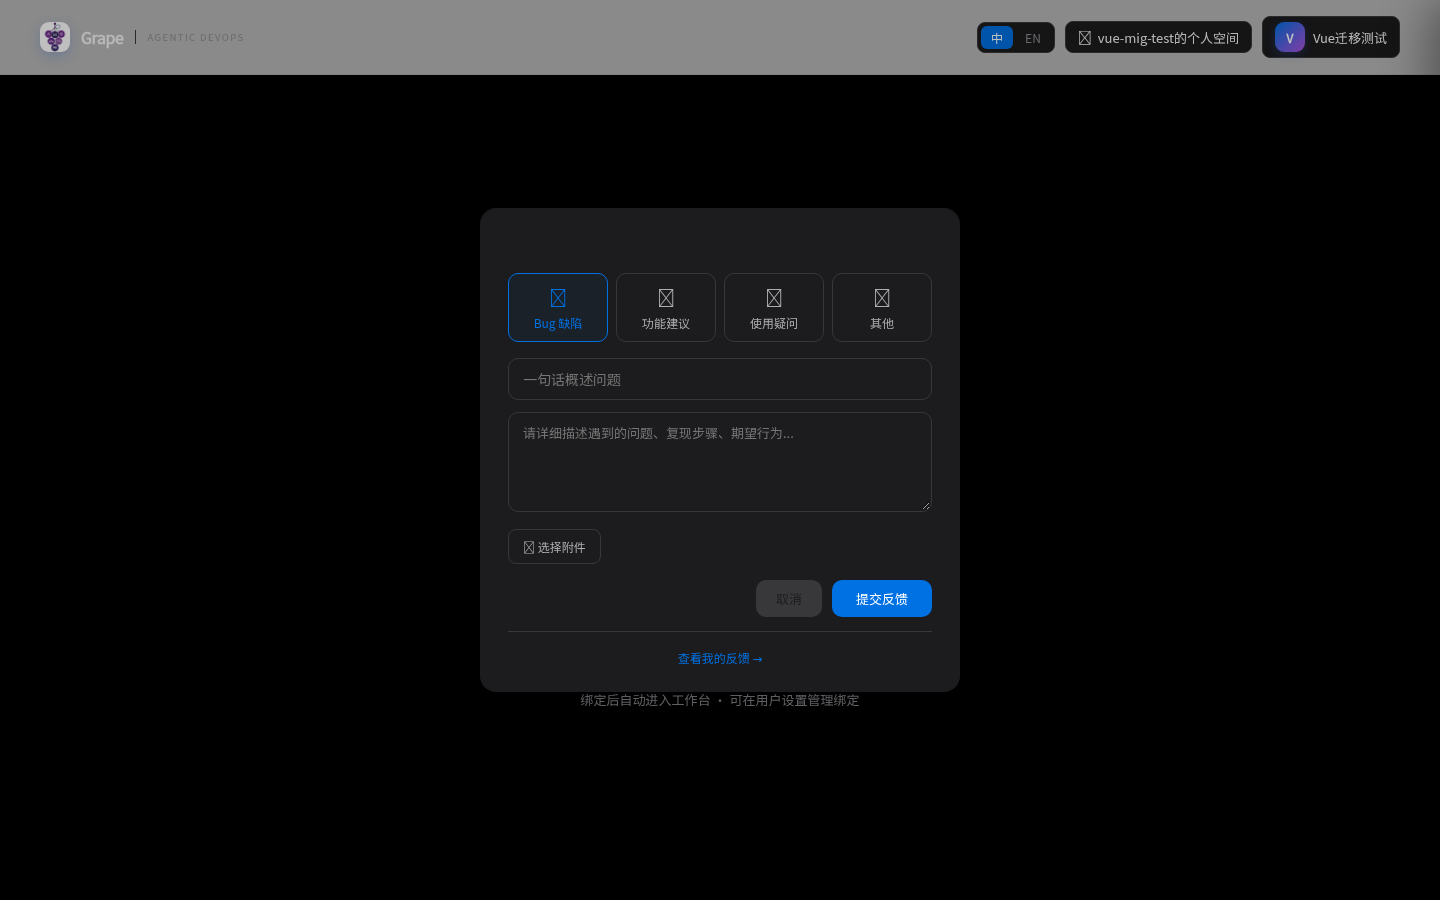 Grape
AGENTIC DEVOPS
中 EN
vue-mig-test的个人空间
V Vue迁移测试
Bug 缺陷
功能建议
使用疑问
其他
一句话概述问题
请详细描述遇到的问题、复现步骤、期望行为...
选择附件
取消
提交反馈
查看我的反馈 →
绑定后自动进入工作台 · 可在用户设置管理绑定